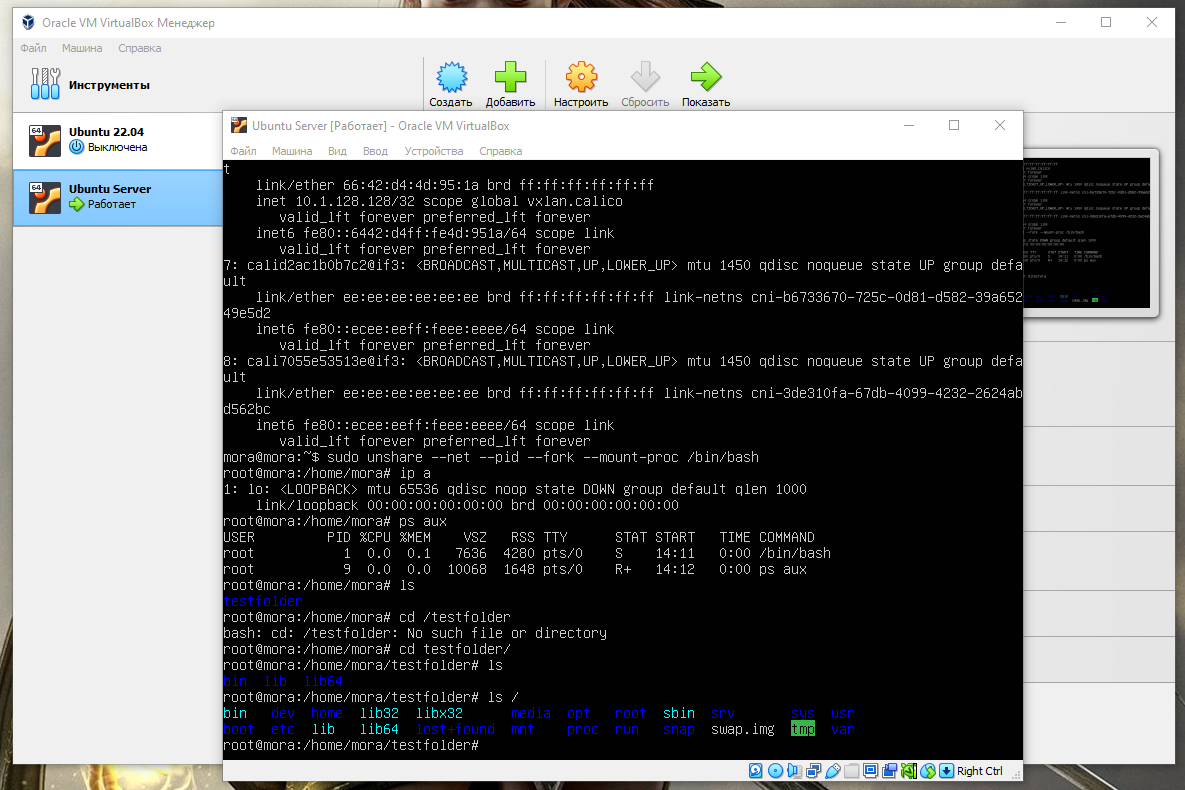 Oracle VM VirtualBox Менеджер
Файл Машина Справка
Инструменты
Создать Добавить Настроить Сбросить Показать
64 Ubuntu 22.04
Выключена
64 Ubuntu Server
Работает
Ubuntu Server [Работает] - Oracle VM VirtualBox
Файл Машина Вид Ввод Устройства Справка
t
link/ether 66:42:d4:4d:95:1a brd ff:ff:ff:ff:ff:ff
inet 10.1.128.128/32 scope global vxlan.calico
valid_lft forever preferred_lft forever
inet6 fe80::6442:d4ff:fe4d:951a/64 scope link
valid_lft forever preferred_lft forever
7: calid2ac1b0b7c2@if3: <BROADCAST,MULTICAST,UP,LOWER_UP> mtu 1450 qdisc noqueue state UP group defa
ult
link/ether ee:ee:ee:ee:ee:ee brd ff:ff:ff:ff:ff:ff link-netns cni-b6733670-725c-0d81-d582-39a652
49e5d2
inet6 fe80::ecee:eeff:feee:eeee/64 scope link
valid_lft forever preferred_lft forever
8: cali7055e53513e@if3: <BROADCAST,MULTICAST,UP,LOWER_UP> mtu 1450 qdisc noqueue state UP group defa
ult
link/ether ee:ee:ee:ee:ee:ee brd ff:ff:ff:ff:ff:ff link-netns cni-3de310fa-67db-4099-4232-2624ab
d562bc
inet6 fe80::ecee:eeff:feee:eeee/64 scope link
valid_lft forever preferred_lft forever
mora@mora:~$ sudo unshare --net --pid --fork --mount-proc /bin/bash
root@mora:/home/mora# ip a
1: lo: <LOOPBACK> mtu 65536 qdisc noop state DOWN group default qlen 1000
link/loopback 00:00:00:00:00:00 brd 00:00:00:00:00:00
root@mora:/home/mora# ps aux
USER PID %CPU %MEM VSZ RSS TTY STAT START TIME COMMAND
root 1 0.0 0.1 7636 4280 pts/0 S 14:11 0:00 /bin/bash
root 9 0.0 0.0 10068 1648 pts/0 R+ 14:12 0:00 ps aux
root@mora:/home/mora# ls
testfolder
root@mora:/home/mora# cd /testfolder
bash: cd: /testfolder: No such file or directory
root@mora:/home/mora# cd testfolder/
root@mora:/home/mora/testfolder# ls
bin lib lib64
root@mora:/home/mora/testfolder# ls /
bin dev home lib32 libx32 media opt root sbin srv sys usr
boot etc lib lib64 lost+found mnt proc run snap swap.img tmp var
root@mora:/home/mora/testfolder#
Right Ctrl